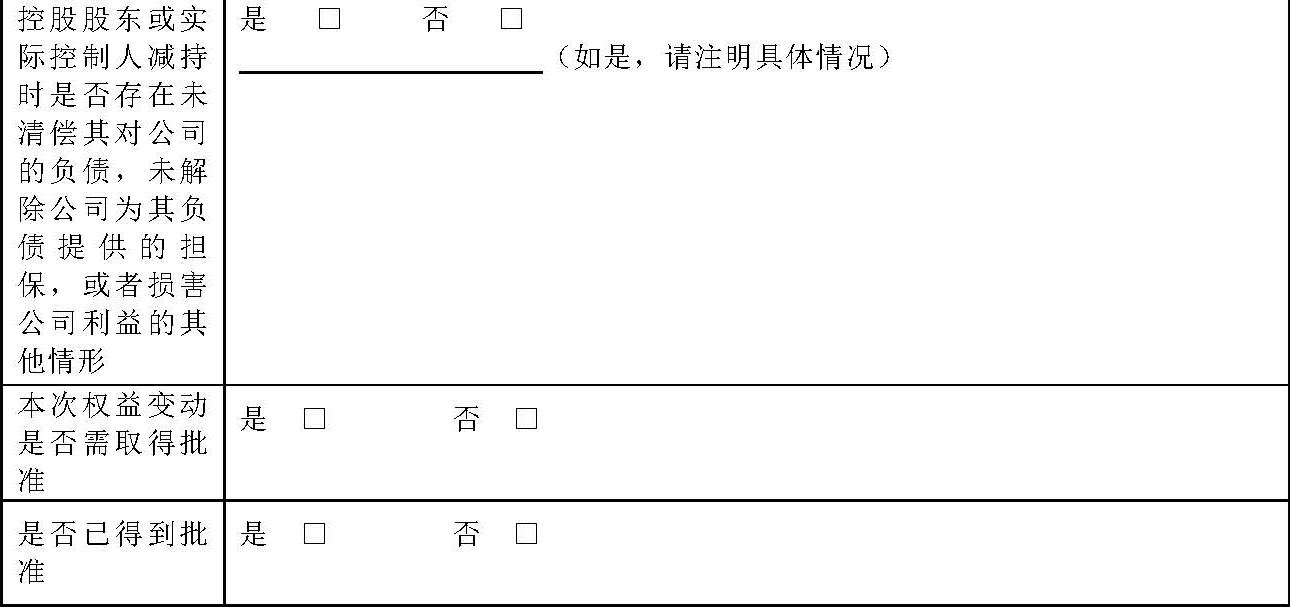 控股股东或实
际控制人减持
时是否存在未
清偿其对公司
的负债，未解
除公司为其负
债提供的担
保，或者损害
公司利益的其
他情形
是 □ 否 □
（如是，请注明具体情况）
本次权益变动
是否需取得批
准
是 □ 否 □
是否已得到批
准
是 □ 否 □